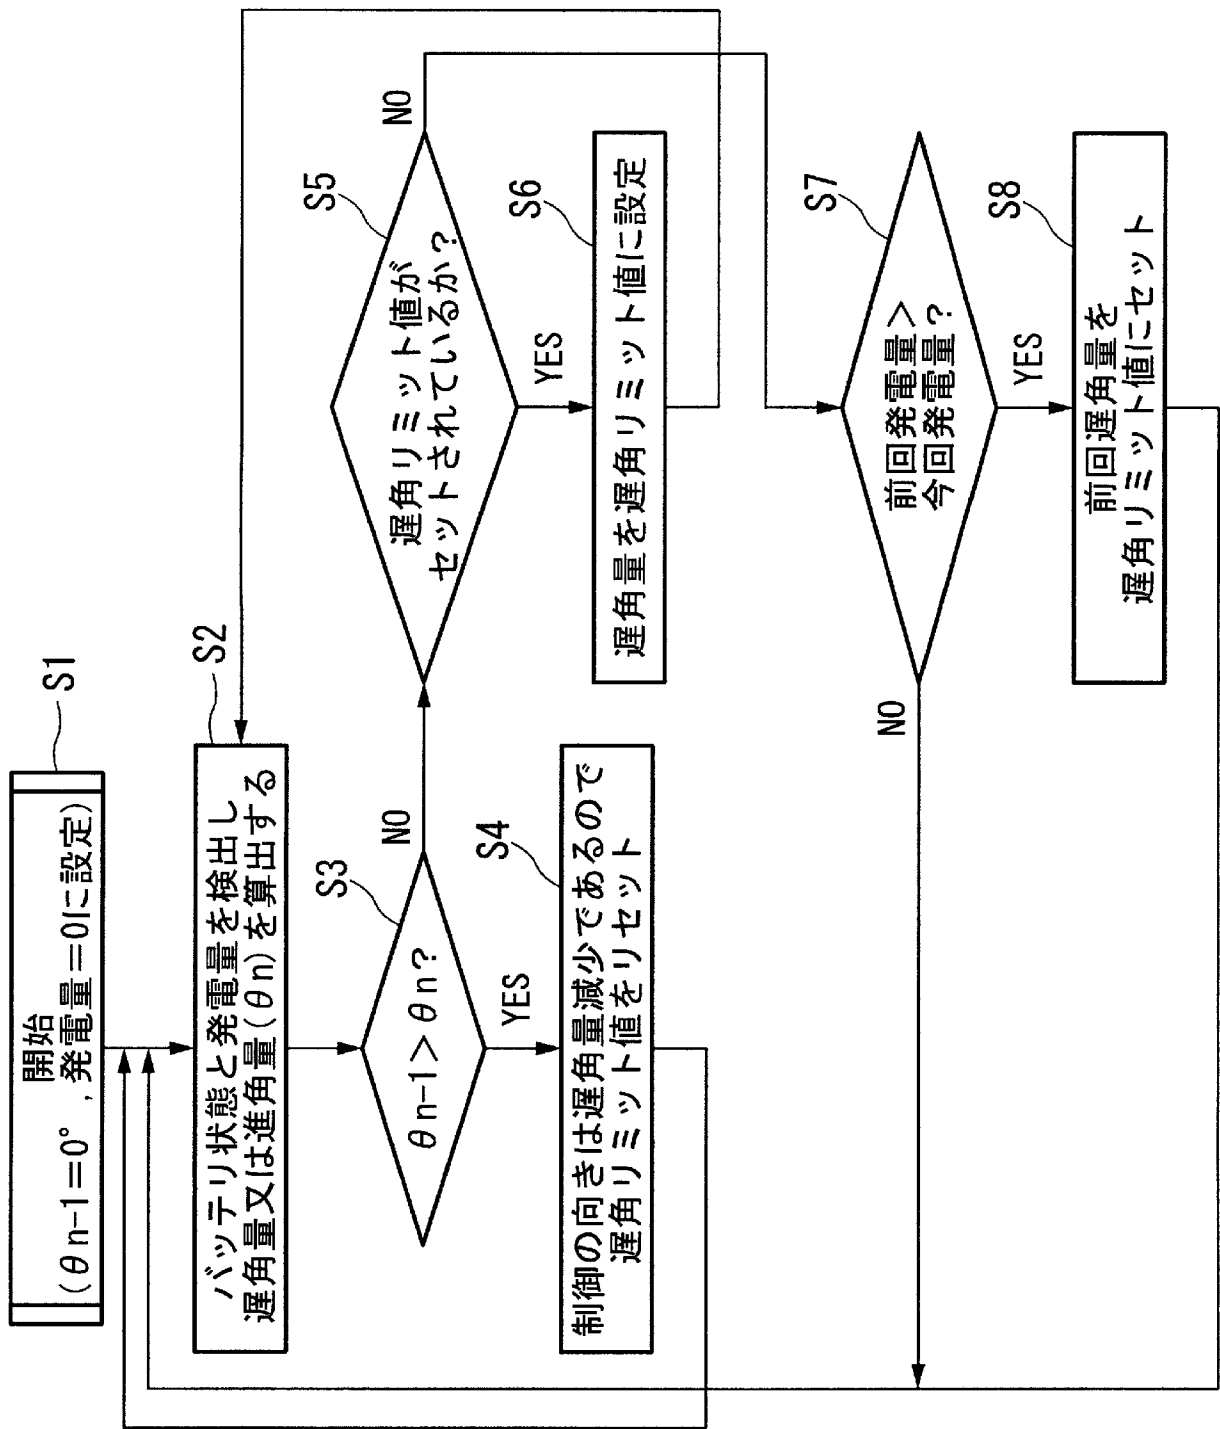 S1
開始
(θn-1=0°,発電量=0に設定)
S2
バッテリ状態と発電量を検出し
遅角量又は進角量(θn)を算出する
S3
θn-1>θn?
NO
YES
S4
制御の向きは遅角量減少であるので
遅角リミット値をリセット
S5
遅角リミット値が
セットされているか?
NO
YES
S6
遅角量を遅角リミット値に設定
S7
前回発電量>
今回発電量?
NO
YES
S8
前回遅角量を
遅角リミット値にセット